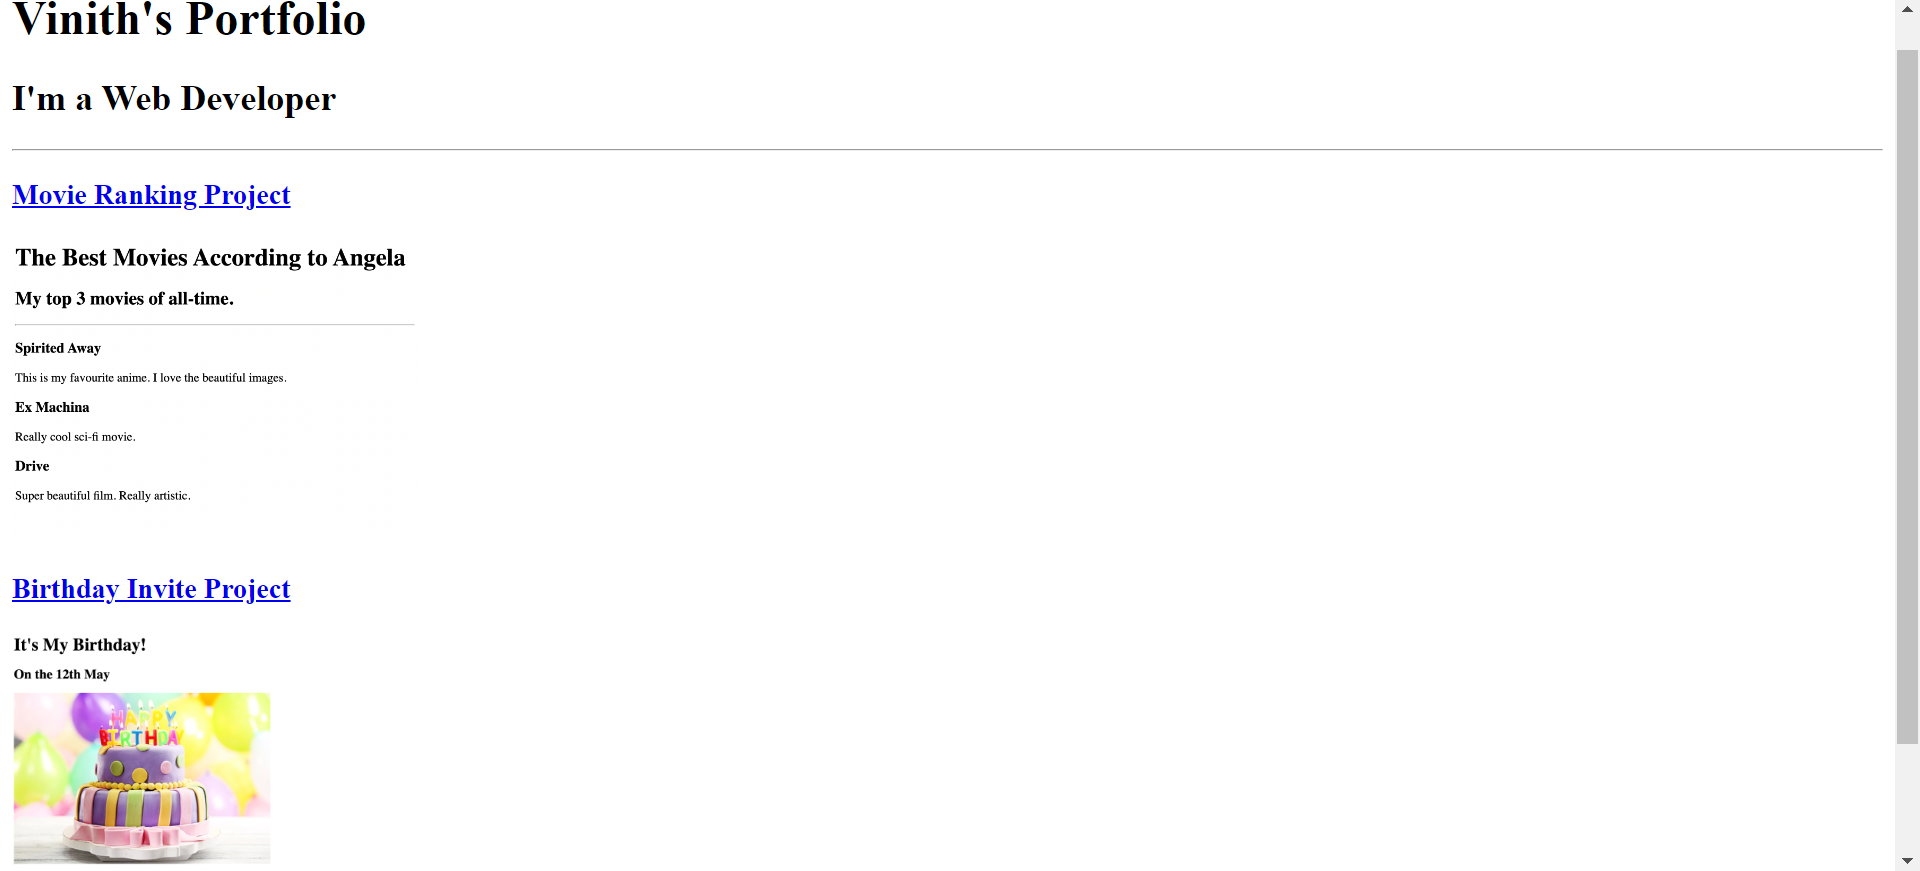 Vinith's Portfolio
I'm a Web Developer
Movie Ranking Project
The Best Movies According to Angela
My top 3 movies of all-time.
Spirited Away
This is my favourite anime. I love the beautiful images.
Ex Machina
Really cool sci-fi movie.
Drive
Super beautiful film. Really artistic.
Birthday Invite Project
It's My Birthday!
On the 12th May
HAPPY
BIRTHDAY